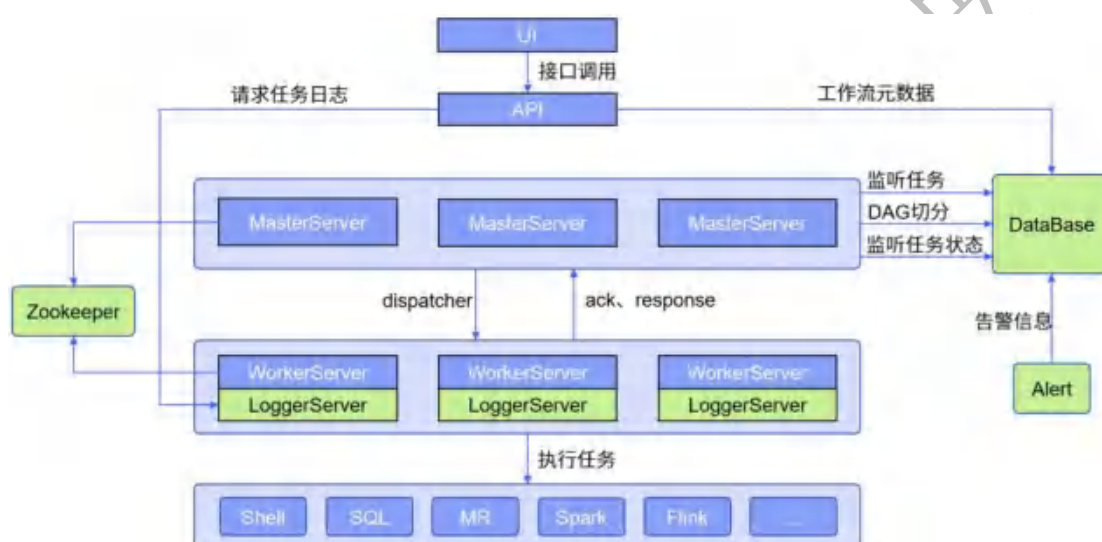 UI
接口调用
请求任务日志
API
工作流元数据
MasterServer
MasterServer
MasterServer
监听任务
DAG切分
监听任务状态
DataBase
Zookeeper
dispatcher
ack、response
告警信息
WorkerServer
WorkerServer
WorkerServer
LoggerServer
LoggerServer
LoggerServer
Alert
执行任务
Shell
SQL
MR
Spark
Flink
...